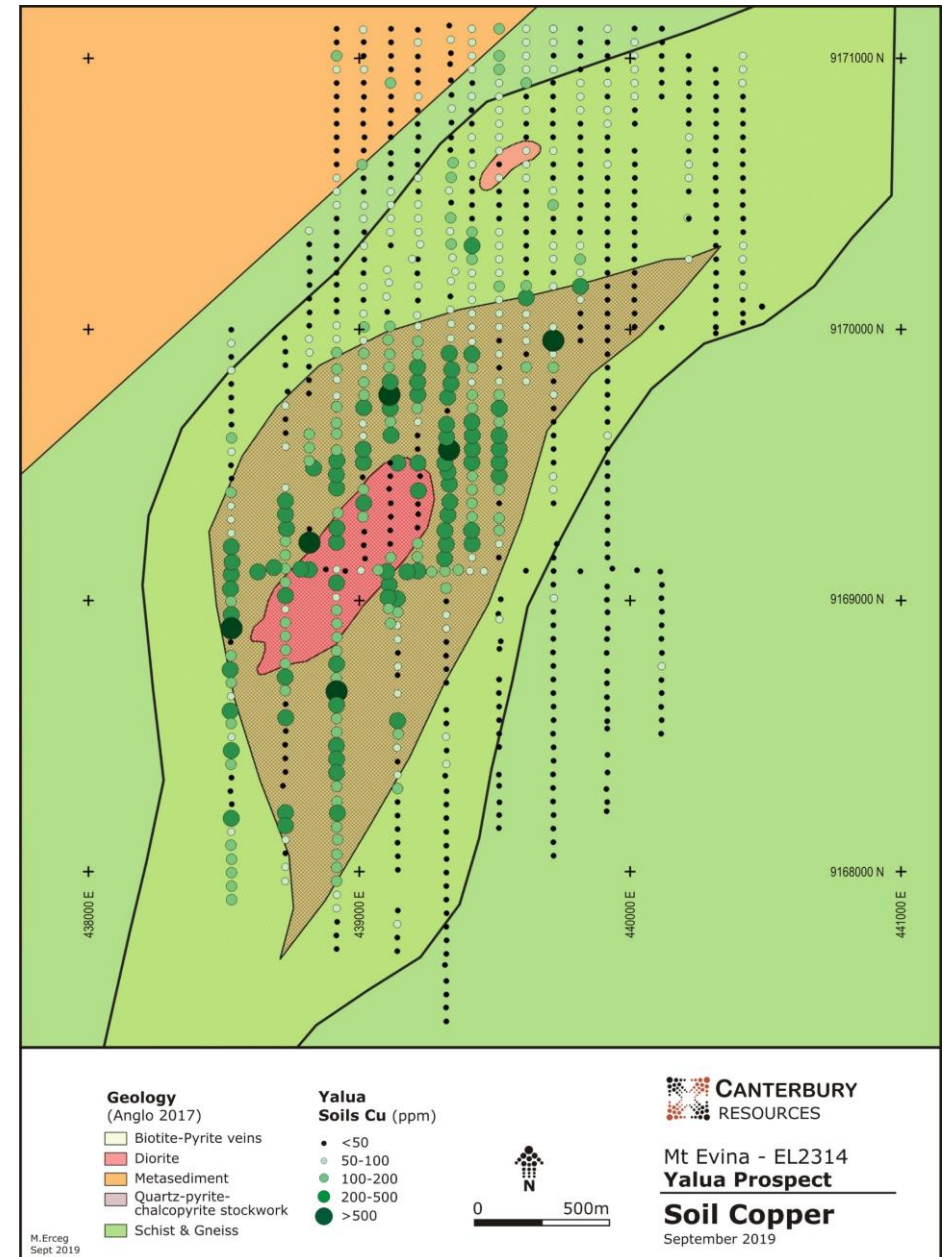 9171000 N
9170000 N
9169000 N
9168000 N
438000 E
439000 E
440000 E
441000 E
Geology
(Anglo 2017)
Biotite-Pyrite veins
Diorite
Metasediment
Quartz-pyrite-
chalcopyrite stockwork
Schist & Gneiss
Yalua
Soils Cu (ppm)
<50
50-100
100-200
200-500
>500
N
0 500m
CANTERBURY
RESOURCES
Mt Evina - EL2314
Yalua Prospect
Soil Copper
September 2019
M.Erceg
Sept 2019